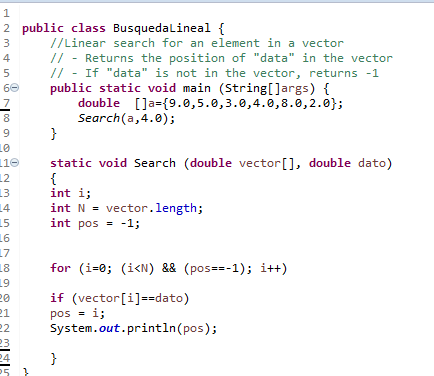 1
2 public class BusquedaLineal {
3 //Linear search for an element in a vector
4 // - Returns the position of "data" in the vector
5 // - If "data" is not in the vector, returns -1
6 public static void main (String[]args) {
7 double []a={9.0,5.0,3.0,4.0,8.0,2.0};
8 Search(a,4.0);
9 }
10
11 static void Search (double vector[], double dato)
12 {
13 int i;
14 int N = vector.length;
15 int pos = -1;
16
17
18 for (i=0; (i<N) && (pos==-1); i++)
19
20 if (vector[i]==dato)
21 pos = i;
22 System.out.println(pos);
23
24 }
25 }